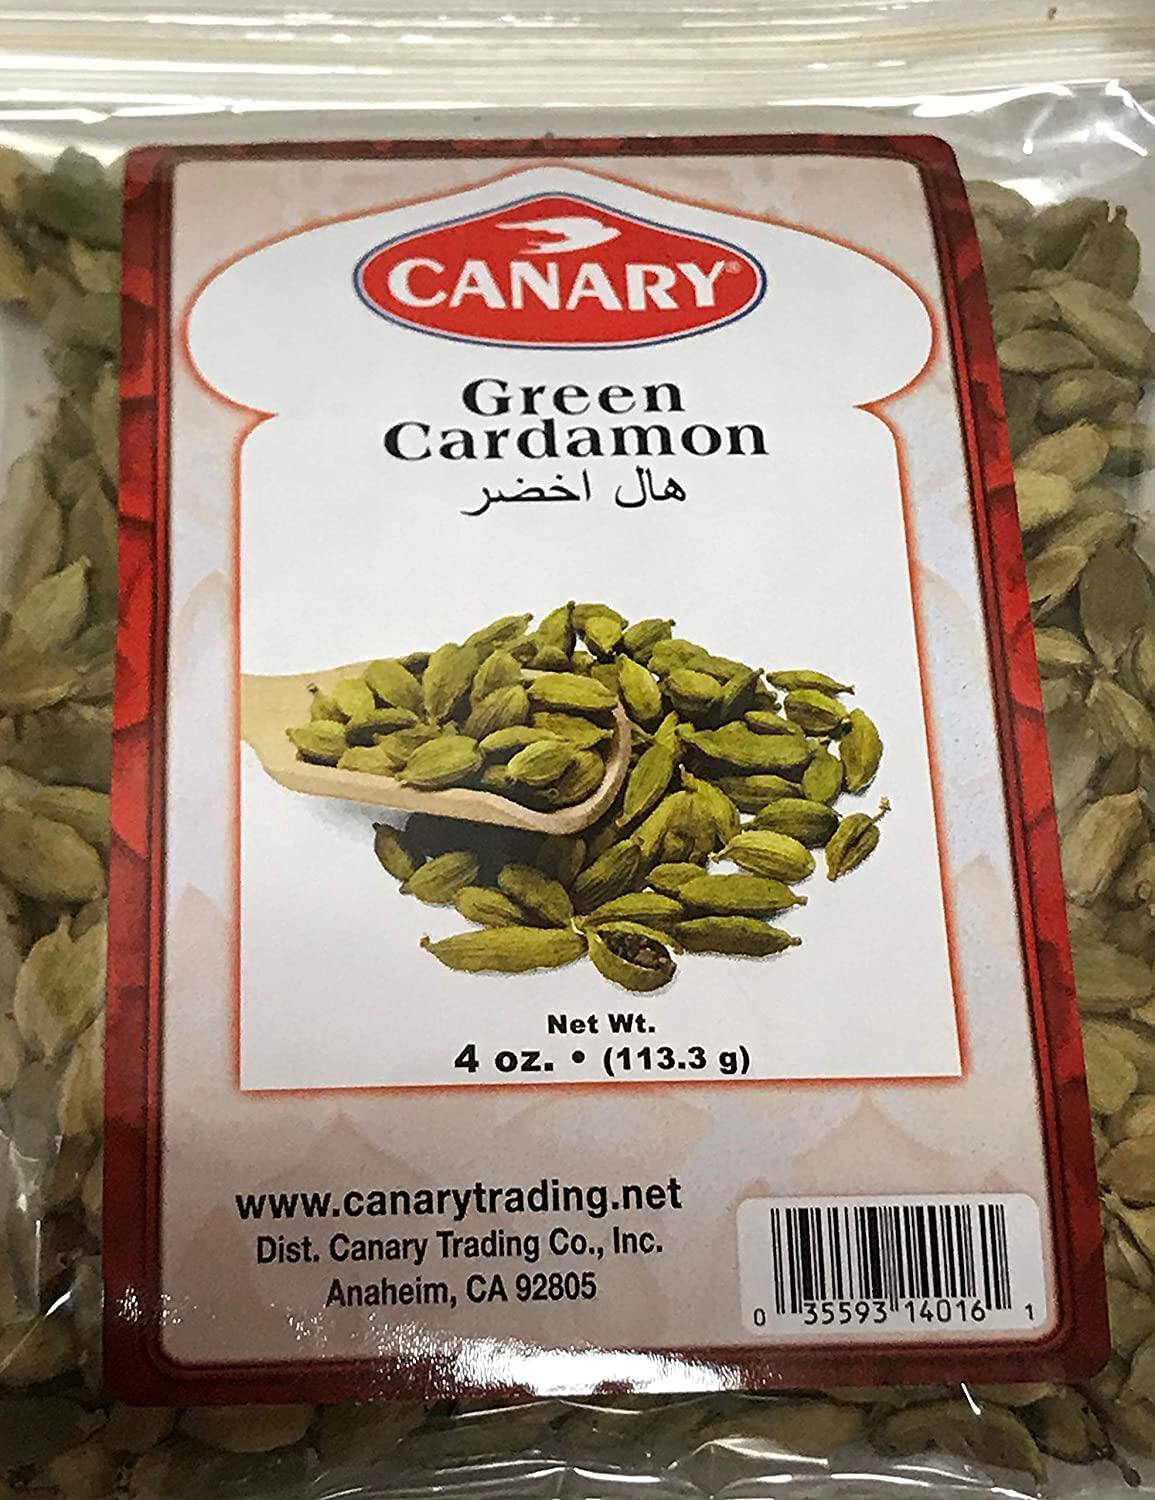 CANARY®
Green
Cardamon
هال اخضر
Net Wt.
4 oz. • (113.3 g)
www.canarytrading.net
Dist. Canary Trading Co., Inc.
Anaheim, CA 92805
0 35593 14016 1